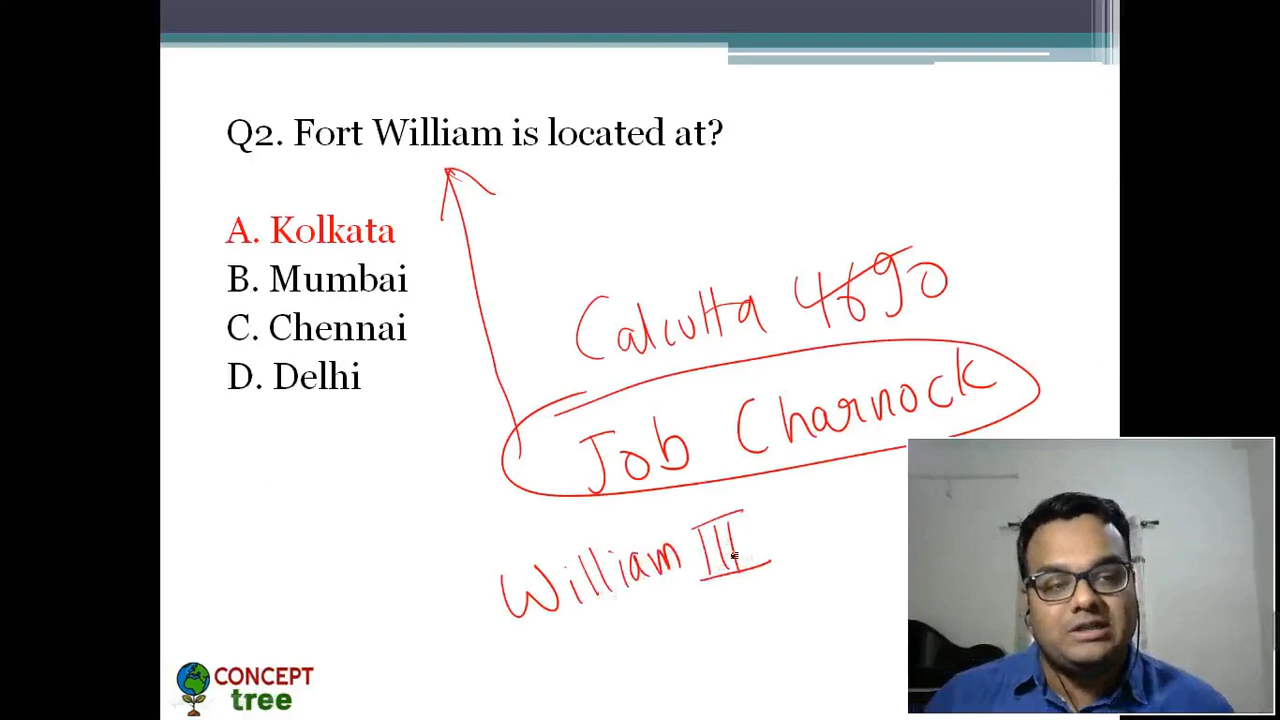 Q2. Fort William is located at?
A. Kolkata
B. Mumbai
C. Chennai
D. Delhi
Calcutta 1690
Job Charnock
William III
CONCEPT
tree